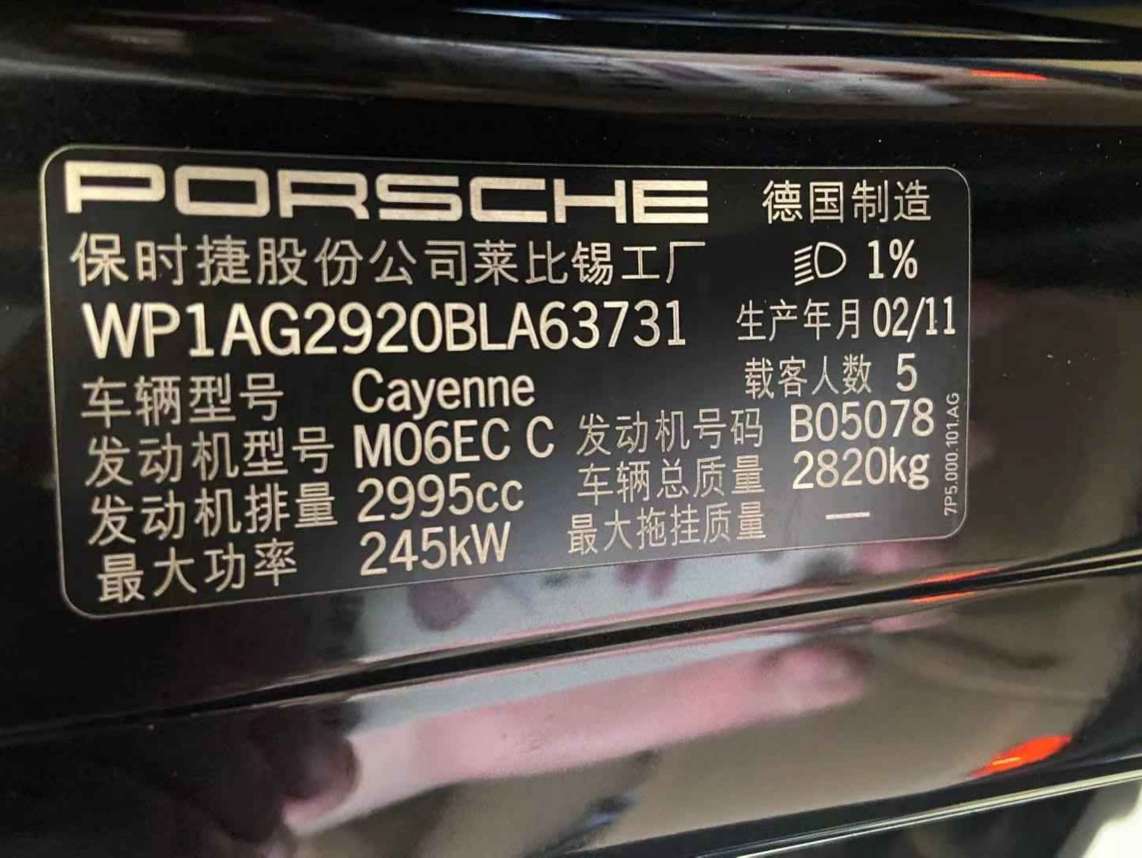 PORSCHE 德国制造
保时捷股份公司莱比锡工厂 1%
WP1AG2920BLA63731 生产年月 02/11
车辆型号 Cayenne 载客人数 5
发动机型号 M06EC C 发动机号码 B05078
发动机排量 2995cc 车辆总质量 2820kg
最大功率 245kW 最大拖挂质量 —
7P5.000.101.AG